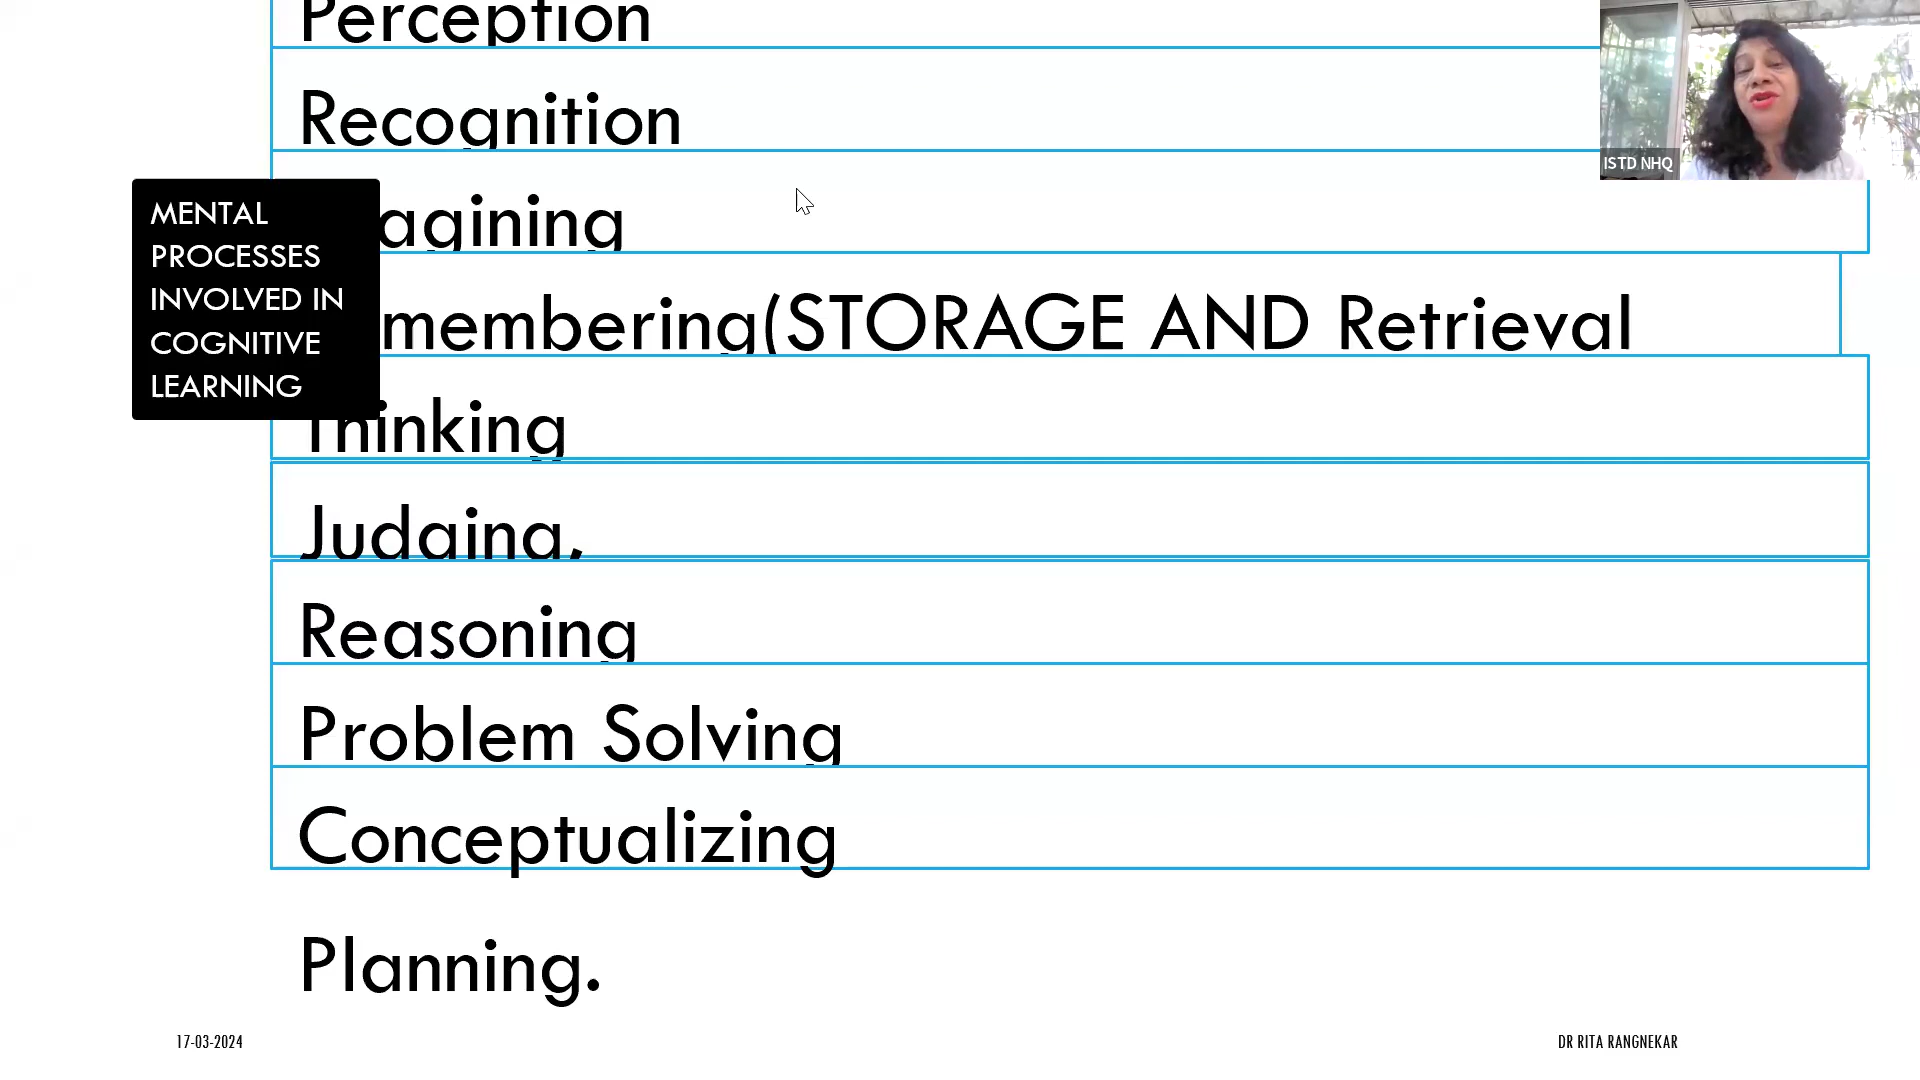 Perception
Recognition
agining
membering(STORAGE AND Retrieval
Thinking
Judging,
Reasoning
Problem Solving
Conceptualizing
Planning.
MENTAL
PROCESSES
INVOLVED IN
COGNITIVE
LEARNING
ISTD NHQ
17-03-2024
DR RITA RANGNEKAR